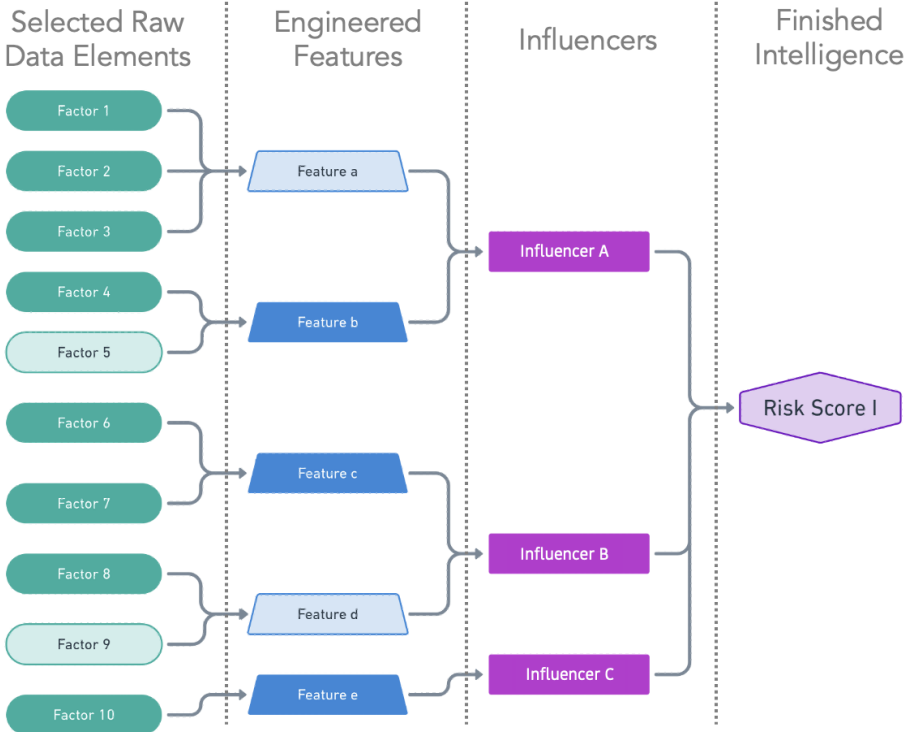 Selected Raw
Data Elements
Engineered
Features
Influencers
Finished
Intelligence
Factor 1
Factor 2
Factor 3
Factor 4
Factor 5
Factor 6
Factor 7
Factor 8
Factor 9
Factor 10
Feature a
Feature b
Feature c
Feature d
Feature e
Influencer A
Influencer B
Influencer C
Risk Score I